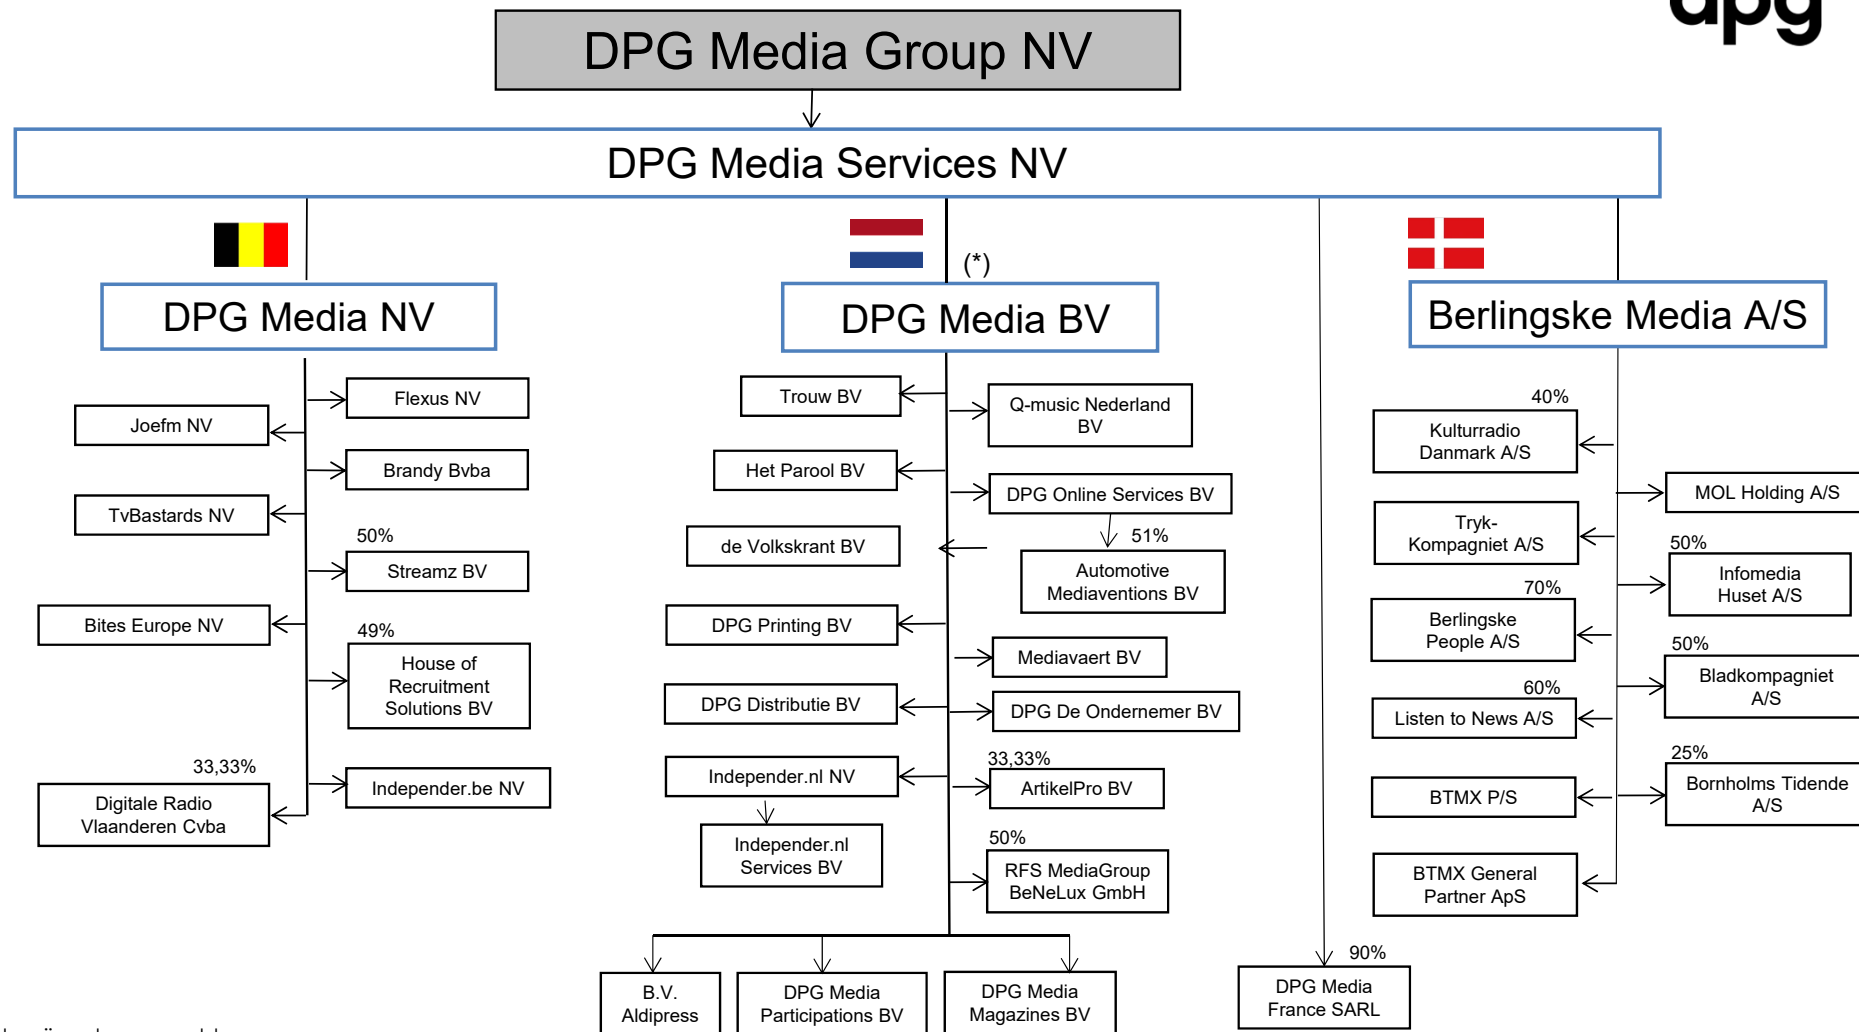 dpg
DPG Media Group NV
DPG Media Services NV
(*)
DPG Media NV
DPG Media BV
Berlingske Media A/S
Flexus NV
Joefm NV
Brandy Bvba
TvBastards NV
50%
Streamz BV
Bites Europe NV
49%
House of
Recruitment
Solutions BV
33,33%
Digitale Radio
Vlaanderen Cvba
Independer.be NV
Trouw BV
Q-music Nederland
BV
Het Parool BV
DPG Online Services BV
de Volkskrant BV
51%
Automotive
Mediaventions BV
DPG Printing BV
Mediavaert BV
DPG Distributie BV
DPG De Ondernemer BV
Independer.nl NV
33,33%
ArtikelPro BV
Independer.nl
Services BV
50%
RFS MediaGroup
BeNeLux GmbH
B.V.
Aldipress
DPG Media
Participations BV
DPG Media
Magazines BV
90%
DPG Media
France SARL
40%
Kulturradio
Danmark A/S
MOL Holding A/S
Tryk-
Kompagniet A/S
50%
Infomedia
Huset A/S
70%
Berlingske
People A/S
50%
Bladkompagniet
A/S
60%
Listen to News A/S
25%
Bornholms Tidende
A/S
BTMX P/S
BTMX General
Partner ApS